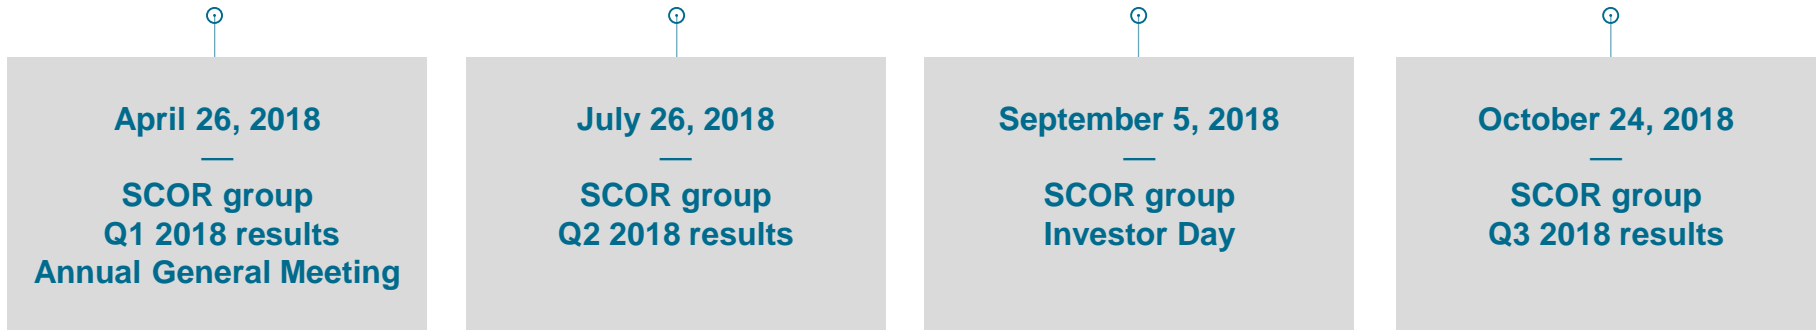 April 26, 2018
—
SCOR group
Q1 2018 results
Annual General Meeting
July 26, 2018
—
SCOR group
Q2 2018 results
September 5, 2018
—
SCOR group
Investor Day
October 24, 2018
—
SCOR group
Q3 2018 results